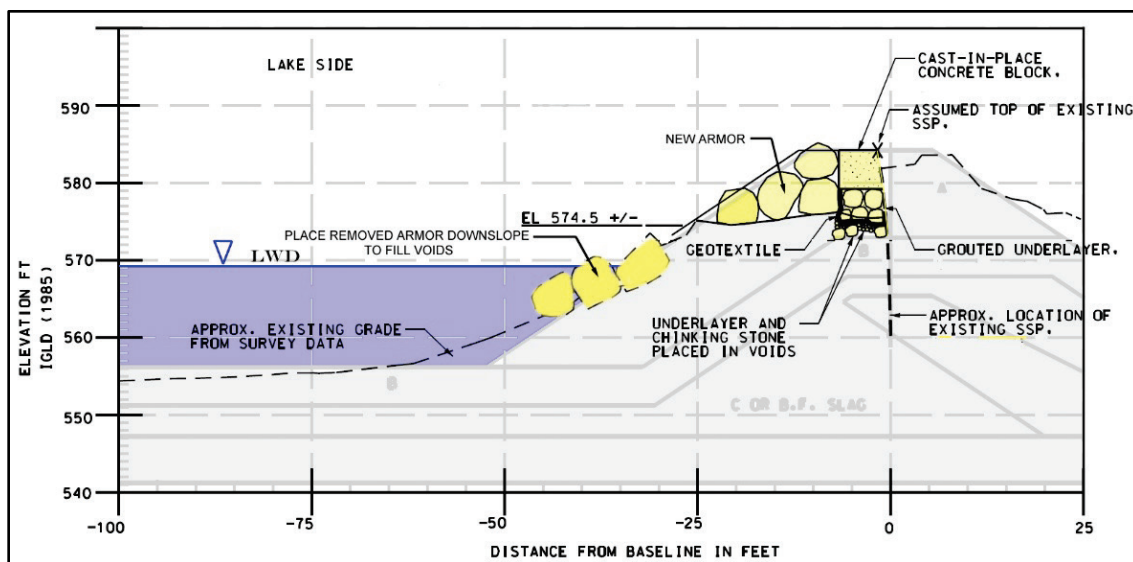 LAKE SIDE
CAST-IN-PLACE
CONCRETE BLOCK.
ASSUMED TOP OF EXISTING
SSP.
NEW ARMOR
EL 574.5 +/-
PLACE REMOVED ARMOR DOWNSLOPE
TO FILL VOIDS
LWD
GEOTEXTILE
GROUTED UNDERLAYER.
APPROX. EXISTING GRADE
FROM SURVEY DATA
UNDERLAYER AND
CHINKING STONE
PLACED IN VOIDS
APPROX. LOCATION OF
EXISTING SSP.
A
B
B
C OR B.F. SLAG
ELEVATION FT
IGLD (1985)
590
580
570
560
550
540
-100
-75
-50
-25
0
25
DISTANCE FROM BASELINE IN FEET